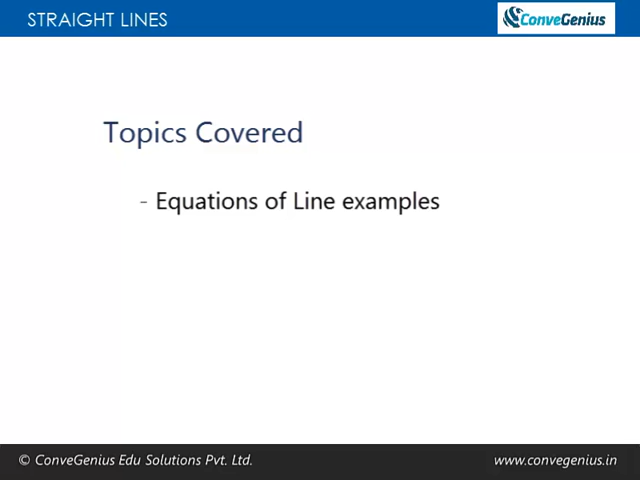 STRAIGHT LINES
ConveGenius
Topics Covered
- Equations of Line examples
© ConveGenius Edu Solutions Pvt. Ltd.
www.convegenius.in